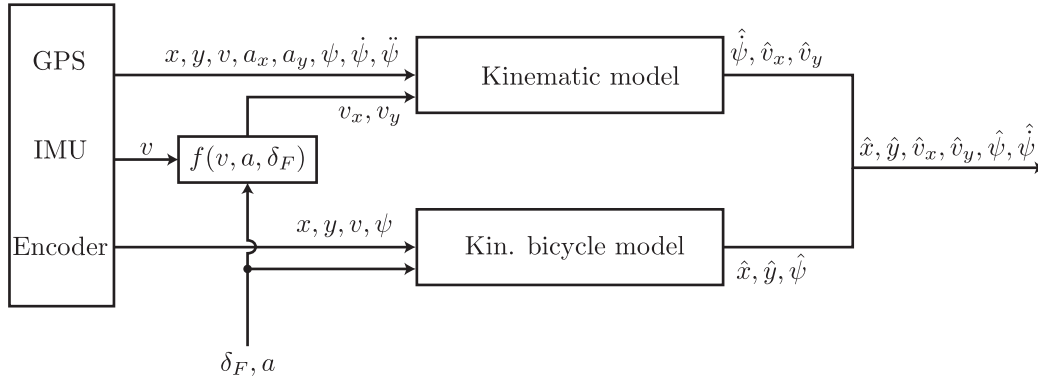 GPS
IMU
Encoder
x, y, v, a_x, a_y, ψ, ψ̇, ψ̈
v_x, v_y
v
f(v, a, δ_F)
x, y, v, ψ
δ_F, a
Kinematic model
Kin. bicycle model
ψ̇̂, v̂_x, v̂_y
x̂, ŷ, ψ̂
x̂, ŷ, v̂_x, v̂_y, ψ̂, ψ̇̂